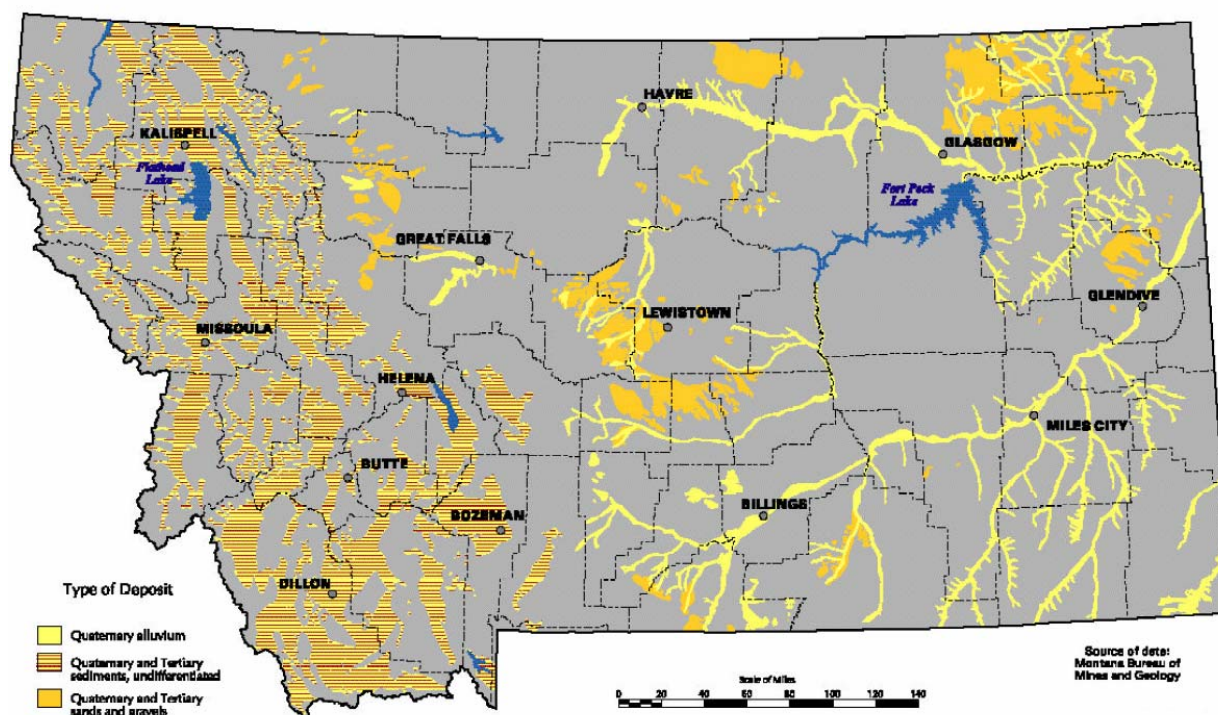 HAVRE
KALISPELL
GLASGOW
Flathead
Lake
Fort Peck
Lake
GREAT FALLS
GLENDIVE
LEWISTOWN
MISSOULA
HELENA
MILES CITY
BUTTE
BILLINGS
BOZEMAN
DILLON
Type of Deposit
Quaternary alluvium
Quaternary and Tertiary
sediments, undifferentiated
Quaternary and Tertiary
sands and gravels
Source of data:
Montana Bureau of
Mines and Geology
Scale of Miles
0 20 40 60 80 100 120 140